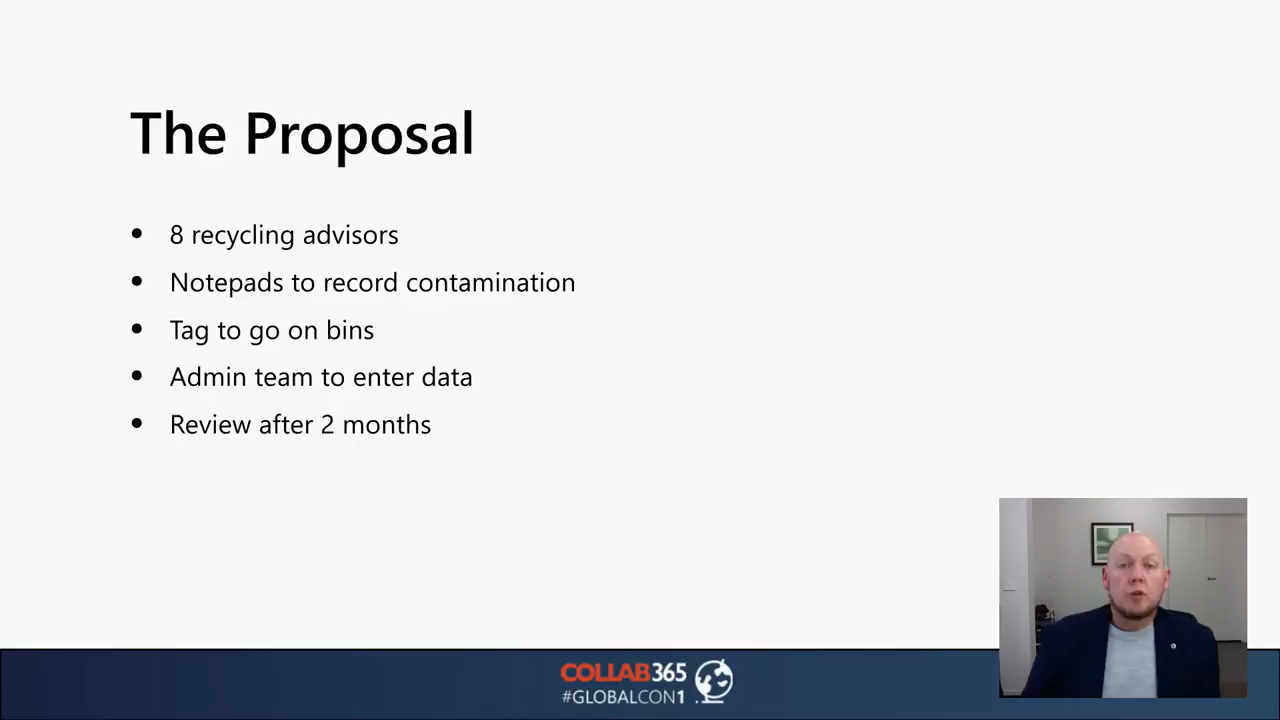 The Proposal
• 8 recycling advisors
• Notepads to record contamination
• Tag to go on bins
• Admin team to enter data
• Review after 2 months
COLLAB365
#GLOBALCON1